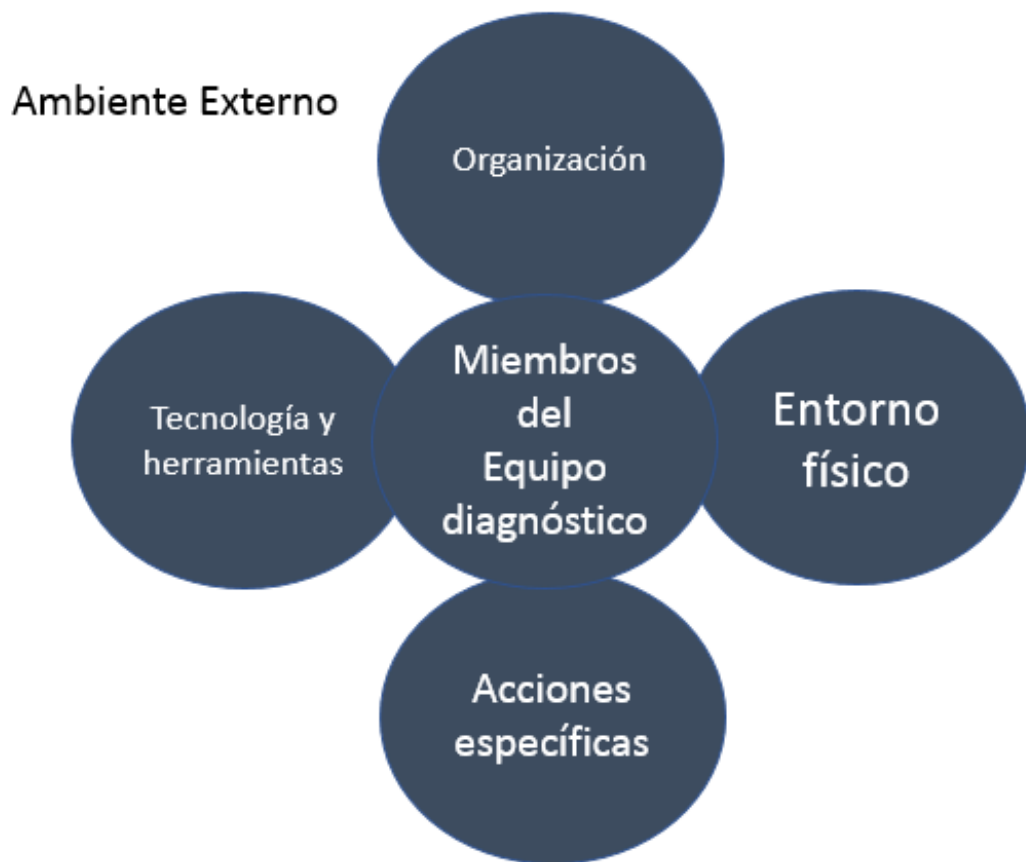 Ambiente Externo
Organización
Tecnología y
herramientas
Miembros
del
Equipo
diagnóstico
Entorno
físico
Acciones
específicas